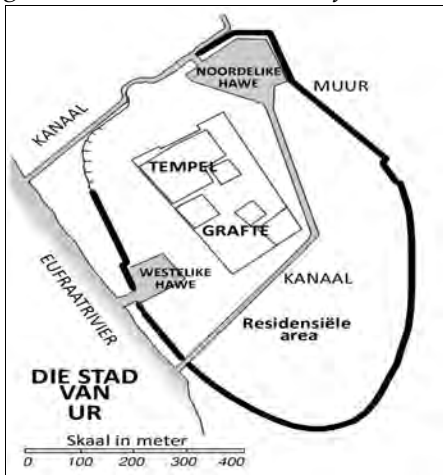 NOORDELIKE
HAWE
MUUR
KANAAL
TEMPEL
GRAFTE
WESTELIKE
HAWE
KANAAL
EUFRAATRIVIER
Residensiële
area
DIE STAD
VAN
UR
Skaal in meter
0 100 200 300 400